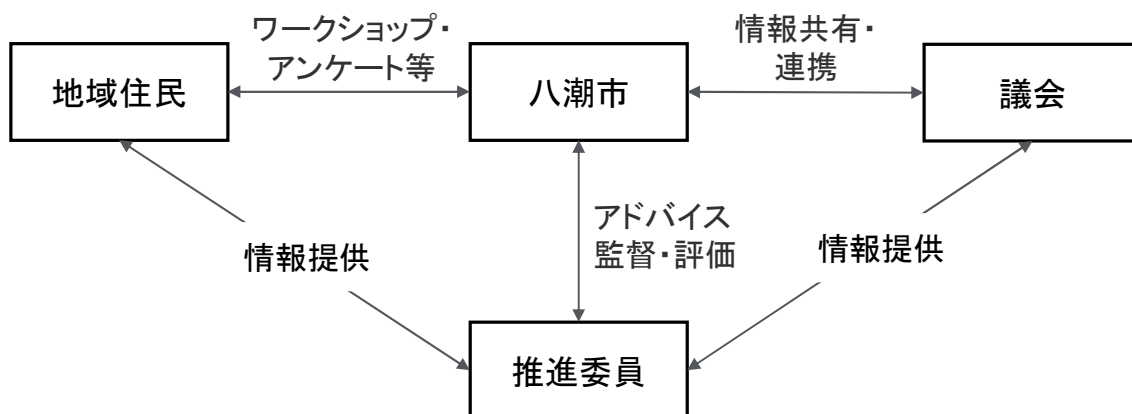 ワークショップ・
アンケート等
情報共有・
連携
地域住民
八潮市
議会
アドバイス
監督・評価
情報提供
情報提供
推進委員